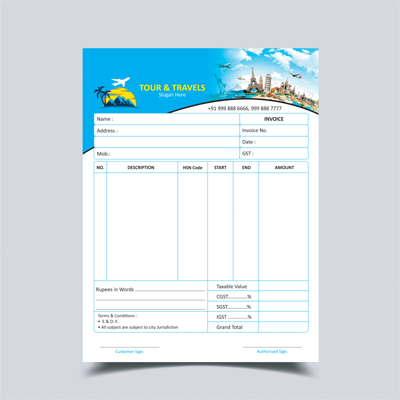 TOUR & TRAVELS
Slogan Here
+91 999 888 6666, 999 888 7777
Name :
INVOICE
Address :
Invoice No.
Date :
Mob.:
GST :
NO. DESCRIPTION HSN Code START END AMOUNT
Rupees in Words
Taxable Value
CGST..............%
SGST..............%
Terms & Conditions :
• E. & O. E.
IGST ..............%
• All subject are subject to city Jurisdiction
Grand Total
Customer Sign.
Authorised Sign.